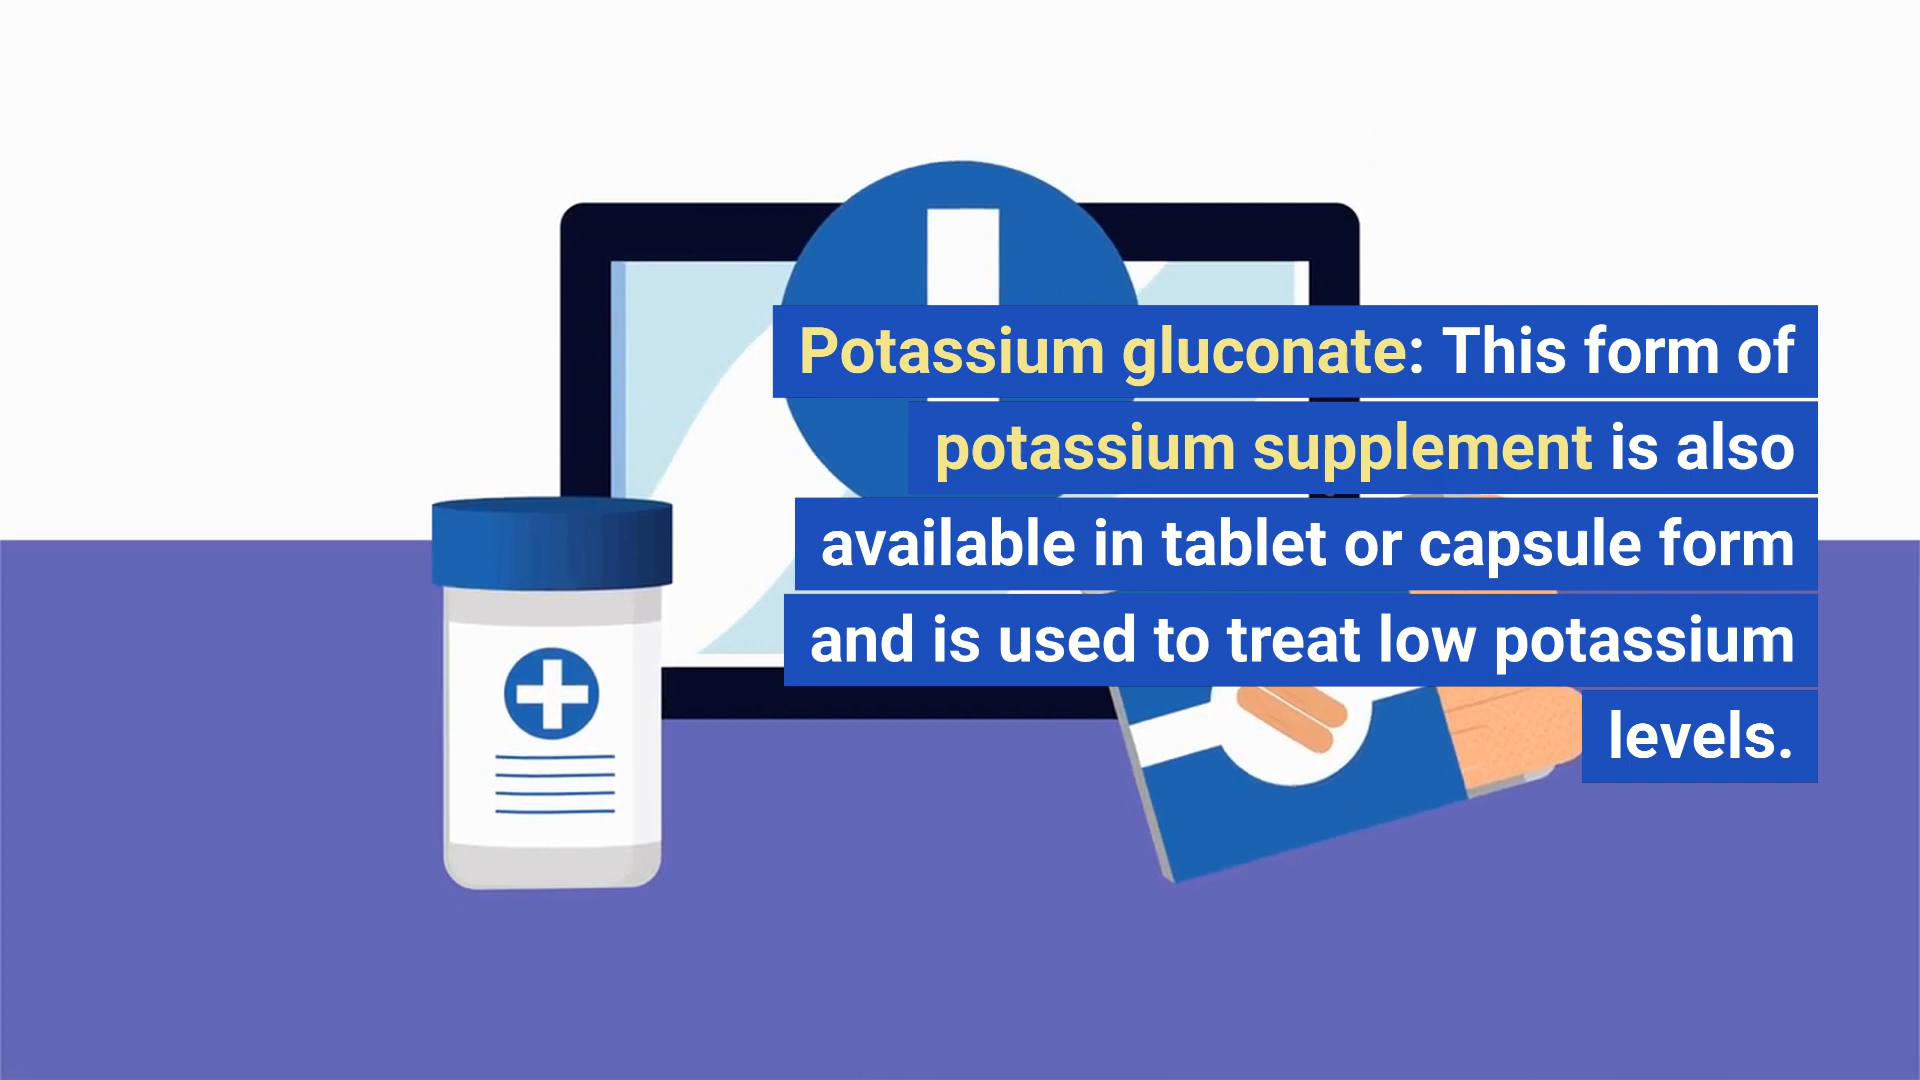 Potassium gluconate: This form of
potassium supplement is also
available in tablet or capsule form
and is used to treat low potassium
levels.